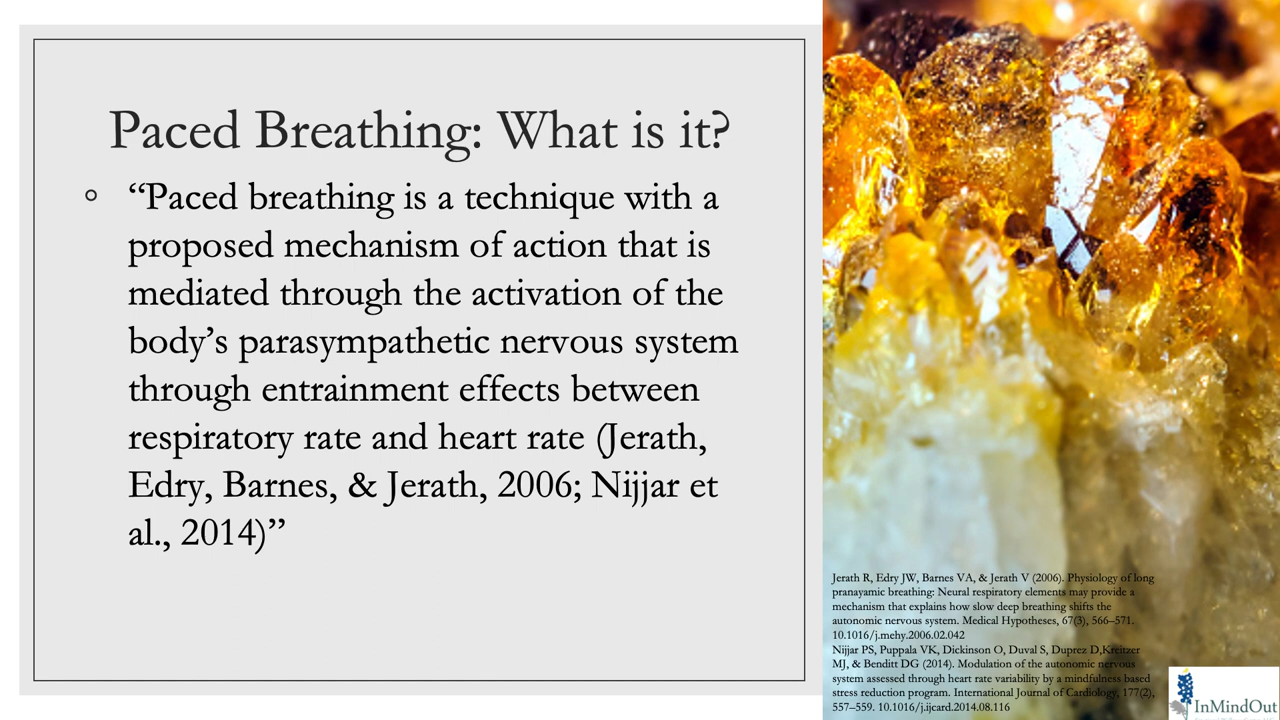 Paced Breathing: What is it?
“Paced breathing is a technique with a
proposed mechanism of action that is
mediated through the activation of the
body’s parasympathetic nervous system
through entrainment effects between
respiratory rate and heart rate (Jerath,
Edry, Barnes, & Jerath, 2006; Nijjar et
al., 2014)”
Jerath R, Edry JW, Barnes VA, & Jerath V (2006). Physiology of long
pranayamic breathing: Neural respiratory elements may provide a
mechanism that explains how slow deep breathing shifts the
autonomic nervous system. Medical Hypotheses, 67(3), 566–571.
10.1016/j.mehy.2006.02.042
Nijjar PS, Puppala VK, Dickinson O, Duval S, Duprez D,Kreitzer
MJ, & Benditt DG (2014). Modulation of the autonomic nervous
system assessed through heart rate variability by a mindfulness based
stress reduction program. International Journal of Cardiology, 177(2),
557–559. 10.1016/j.ijcard.2014.08.116
InMindOut